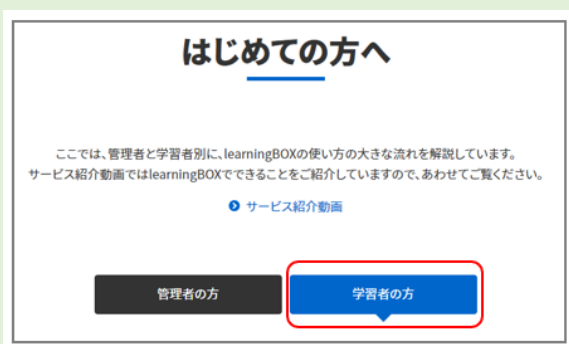 はじめての方へ
ここでは、管理者と学習者別に、learningBOXの使い方の大きな流れを解説しています。
サービス紹介動画ではlearningBOXでできることをご紹介していますので、あわせてご覧ください。
サービス紹介動画
管理者の方
学習者の方